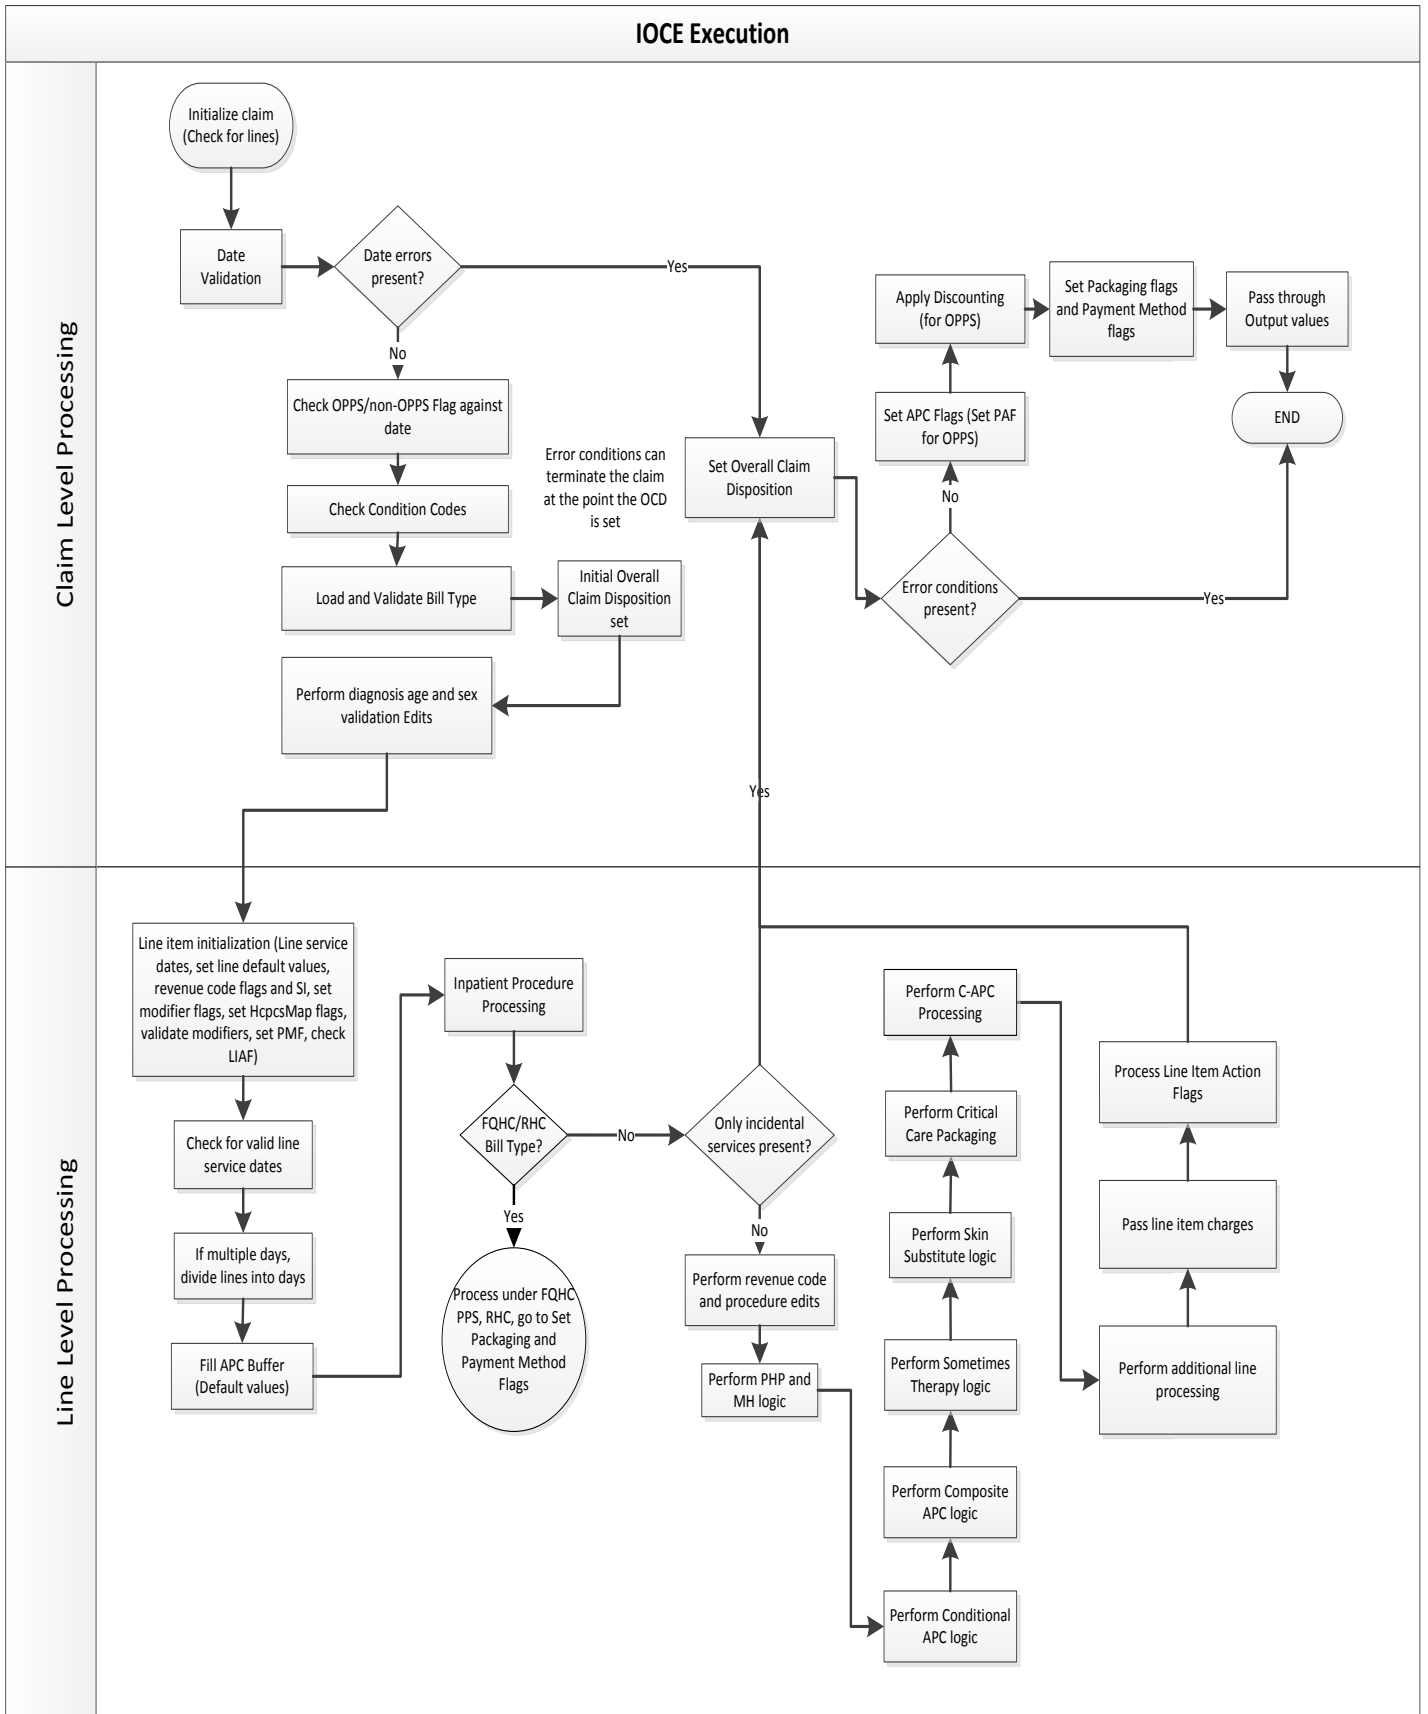 IOCE Execution
Claim Level Processing
Initialize claim
(Check for lines)
Date
Validation
Date errors
present?
Yes
No
Check OPPS/non-OPPS Flag against
date
Check Condition Codes
Load and Validate Bill Type
Error conditions can
terminate the claim
at the point the OCD
is set
Initial Overall
Claim Disposition
set
Perform diagnosis age and sex
validation Edits
Set Overall Claim
Disposition
Error conditions
present?
Yes
No
Set APC Flags (Set PAF
for OPPS)
Apply Discounting
(for OPPS)
Set Packaging flags
and Payment Method
flags
Pass through
Output values
END
Yes
Line Level Processing
Line item initialization (Line service
dates, set line default values,
revenue code flags and SI, set
modifier flags, set HcpcsMap flags,
validate modifiers, set PMF, check
LIAF)
Check for valid line
service dates
If multiple days,
divide lines into days
Fill APC Buffer
(Default values)
Inpatient Procedure
Processing
FQHC/RHC
Bill Type?
No
Yes
Process under FQHC
PPS, RHC, go to Set
Packaging and
Payment Method
Flags
Only incidental
services present?
No
Perform revenue code
and procedure edits
Perform PHP and
MH logic
Perform Conditional
APC logic
Perform Composite
APC logic
Perform Sometimes
Therapy logic
Perform Skin
Substitute logic
Perform Critical
Care Packaging
Perform C-APC
Processing
Perform additional line
processing
Pass line item charges
Process Line Item Action
Flags